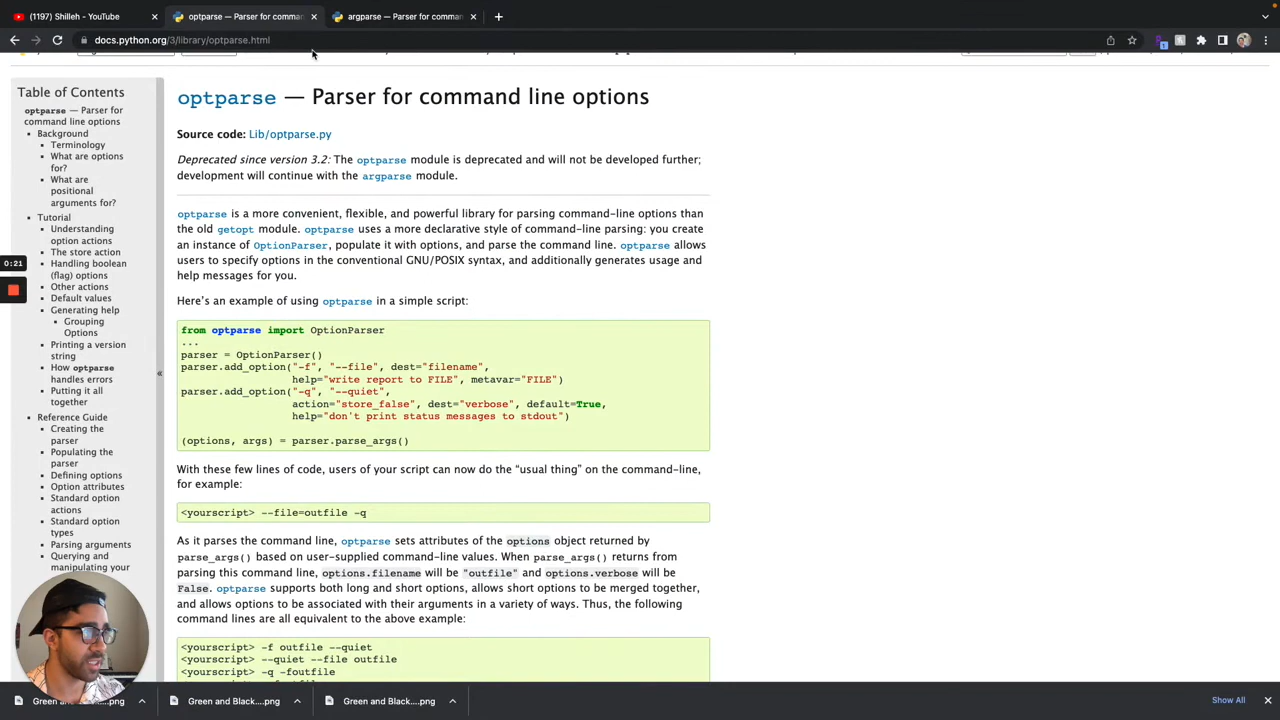 (1197) Shilleh - YouTube
optparse — Parser for comman
argparse — Parser for comman
docs.python.org/3/library/optparse.html
Table of Contents
optparse — Parser for
command line options
Background
Terminology
What are options
for?
What are
positional
arguments for?
Tutorial
Understanding
option actions
The store action
Handling boolean
(flag) options
Other actions
Default values
Generating help
Grouping
Options
Printing a version
string
How optparse
handles errors
Putting it all
together
Reference Guide
Creating the
parser
Populating the
parser
Defining options
Option attributes
Standard option
actions
Standard option
types
Parsing arguments
Querying and
manipulating your
0:21
«
optparse — Parser for command line options
Source code: Lib/optparse.py
Deprecated since version 3.2: The optparse module is deprecated and will not be developed further;
development will continue with the argparse module.
optparse is a more convenient, flexible, and powerful library for parsing command-line options than
the old getopt module. optparse uses a more declarative style of command-line parsing: you create
an instance of OptionParser, populate it with options, and parse the command line. optparse allows
users to specify options in the conventional GNU/POSIX syntax, and additionally generates usage and
help messages for you.
Here's an example of using optparse in a simple script:
from optparse import OptionParser
...
parser = OptionParser()
parser.add_option("-f", "--file", dest="filename",
help="write report to FILE", metavar="FILE")
parser.add_option("-q", "--quiet",
action="store_false", dest="verbose", default=True,
help="don't print status messages to stdout")
(options, args) = parser.parse_args()
With these few lines of code, users of your script can now do the “usual thing” on the command-line,
for example:
<yourscript> --file=outfile -q
As it parses the command line, optparse sets attributes of the options object returned by
parse_args() based on user-supplied command-line values. When parse_args() returns from
parsing this command line, options.filename will be "outfile" and options.verbose will be
False. optparse supports both long and short options, allows short options to be merged together,
and allows options to be associated with their arguments in a variety of ways. Thus, the following
command lines are all equivalent to the above example:
<yourscript> -f outfile --quiet
<yourscript> --quiet --file outfile
<yourscript> -q -foutfile
Green and Black....png
Green and Black....png
Green and Black....png
Show All